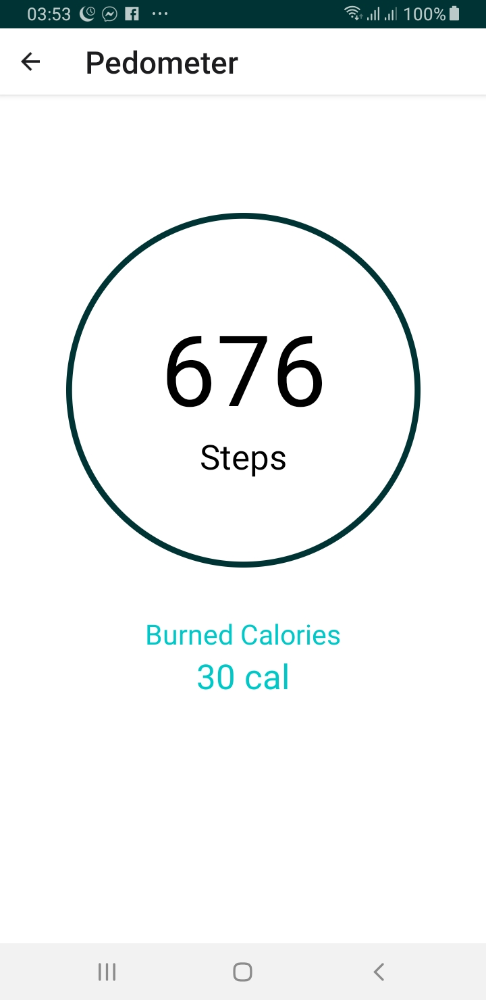 03:53 100%
Pedometer
676
Steps
Burned Calories
30 cal